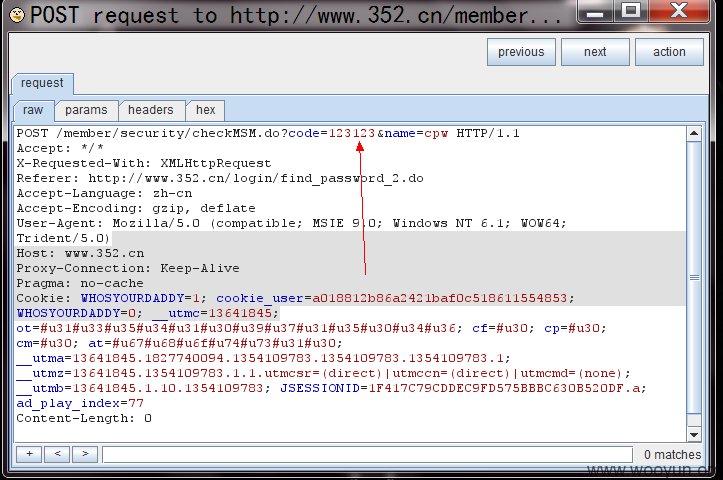 POST request to http://www.352.cn/member...
previous next action
request
raw params headers hex
POST /member/security/checkMSM.do?code=123123&name=cpw HTTP/1.1
Accept: */*
X-Requested-With: XMLHttpRequest
Referer: http://www.352.cn/login/find_password_2.do
Accept-Language: zh-cn
Accept-Encoding: gzip, deflate
User-Agent: Mozilla/5.0 (compatible; MSIE 9.0; Windows NT 6.1; WOW64;
Trident/5.0)
Host: www.352.cn
Proxy-Connection: Keep-Alive
Pragma: no-cache
Cookie: WHOSYOURDADDY=1; cookie_user=a018812b86a2421baf0c518611554853;
WHOSYOURDADDY=0; __utmc=13641845;
ot=#u31#u33#u35#u34#u31#u30#u39#u37#u31#u35#u30#u34#u36; cf=#u30; cp=#u30;
cm=#u30; at=#u67#u68#u6f#u74#u73#u31#u30;
__utma=13641845.1827740094.1354109783.1354109783.1354109783.1;
__utmz=13641845.1354109783.1.1.utmcsr=(direct)|utmccn=(direct)|utmcmd=(none);
__utmb=13641845.1.10.1354109783; JSESSIONID=1F417C79CDDEC9FD575BBBC630B520DF.a;
ad_play_index=77
Content-Length: 0
+ < > 0 matches
www.wooyun.org